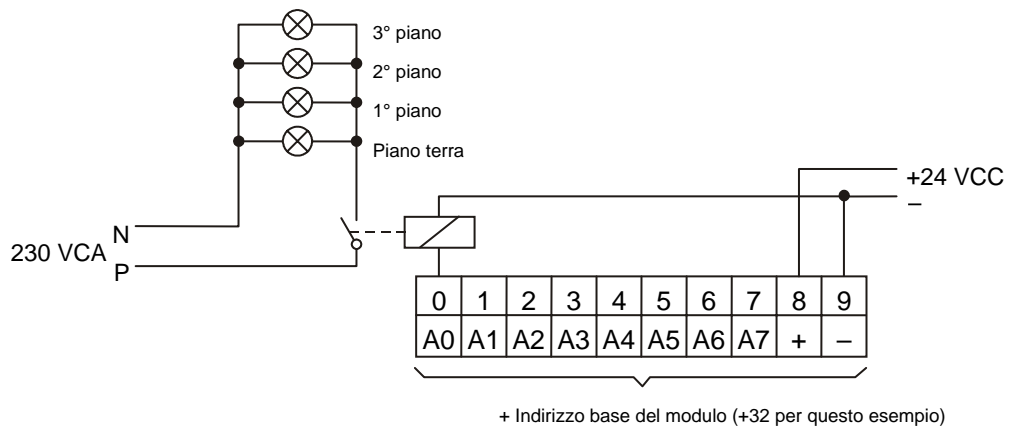 3° piano
2° piano
1° piano
Piano terra
+24 VCC
–
N
230 VCA
P
0 1 2 3 4 5 6 7 8 9
A0 A1 A2 A3 A4 A5 A6 A7 + –
+ Indirizzo base del modulo (+32 per questo esempio)